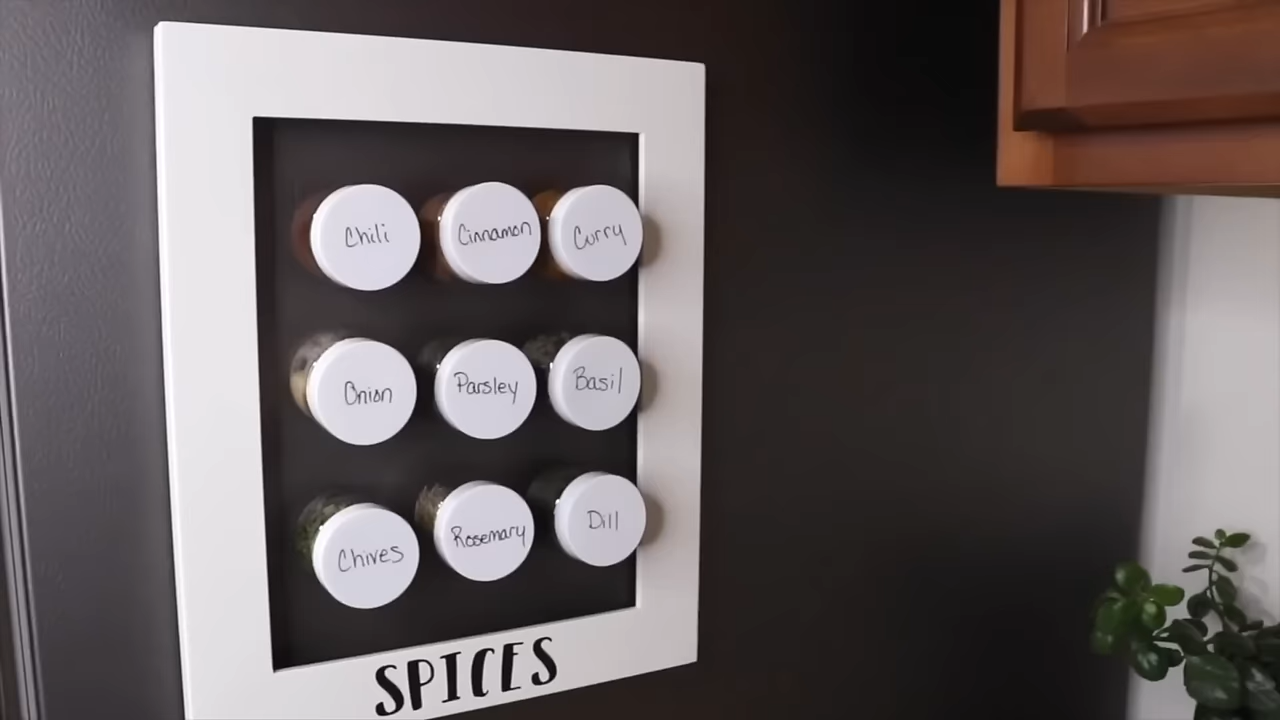 Chili Cinnamon Curry
Onion Parsley Basil
Chives Rosemary Dill
SPICES